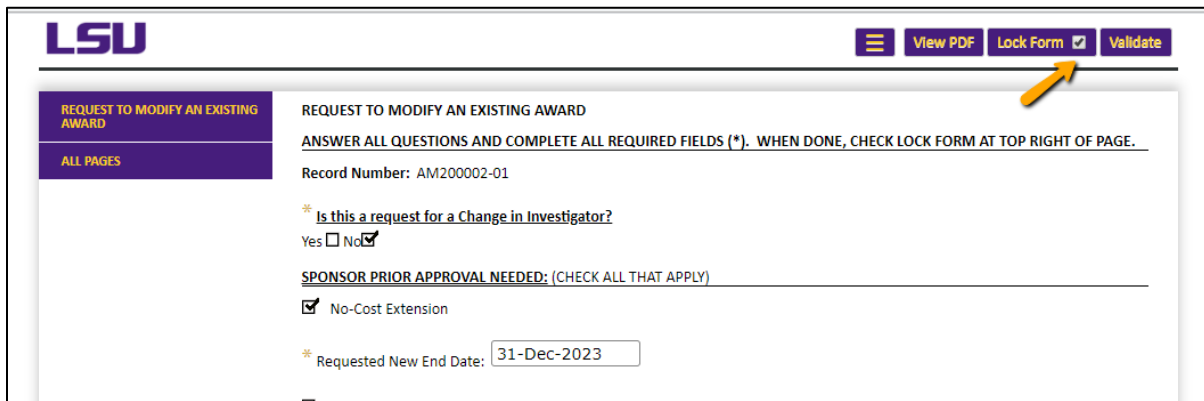 LSU
View PDF Lock Form Validate
REQUEST TO MODIFY AN EXISTING
AWARD
ALL PAGES
REQUEST TO MODIFY AN EXISTING AWARD
ANSWER ALL QUESTIONS AND COMPLETE ALL REQUIRED FIELDS (*). WHEN DONE, CHECK LOCK FORM AT TOP RIGHT OF PAGE.
Record Number: AM200002-01
* Is this a request for a Change in Investigator?
Yes No
SPONSOR PRIOR APPROVAL NEEDED: (CHECK ALL THAT APPLY)
No-Cost Extension
* Requested New End Date: 31-Dec-2023